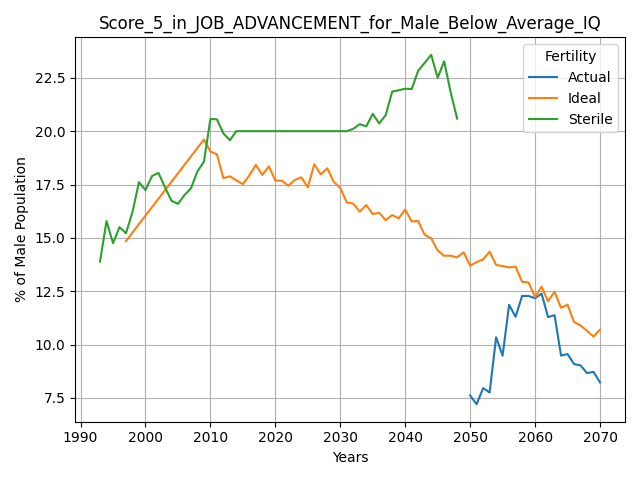 Score_5_in_JOB_ADVANCEMENT_for_Male_Below_Average_IQ
% of Male Population
22.5
20.0
17.5
15.0
12.5
10.0
7.5
Fertility
Actual
Ideal
Sterile
1990 2000 2010 2020 2030 2040 2050 2060 2070
Years